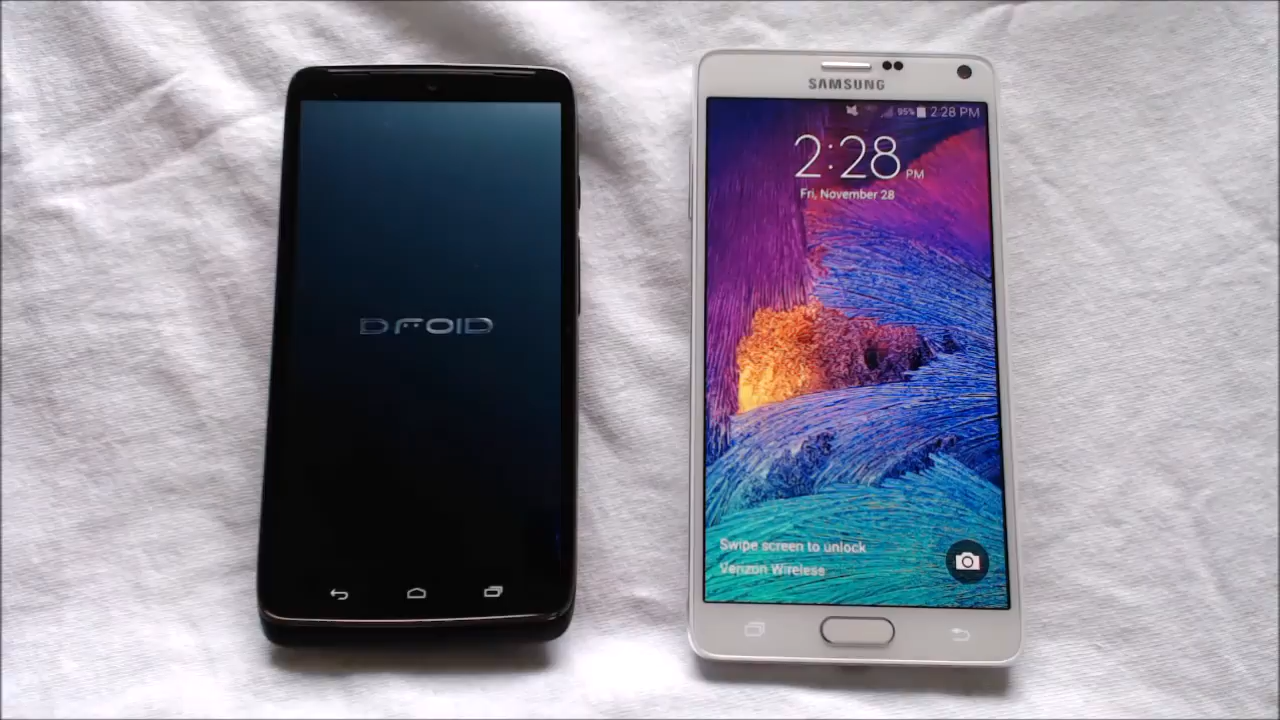 DROID
SAMSUNG
95% 2:28 PM
2:28 PM
Fri, November 28
Swipe screen to unlock
Verizon Wireless